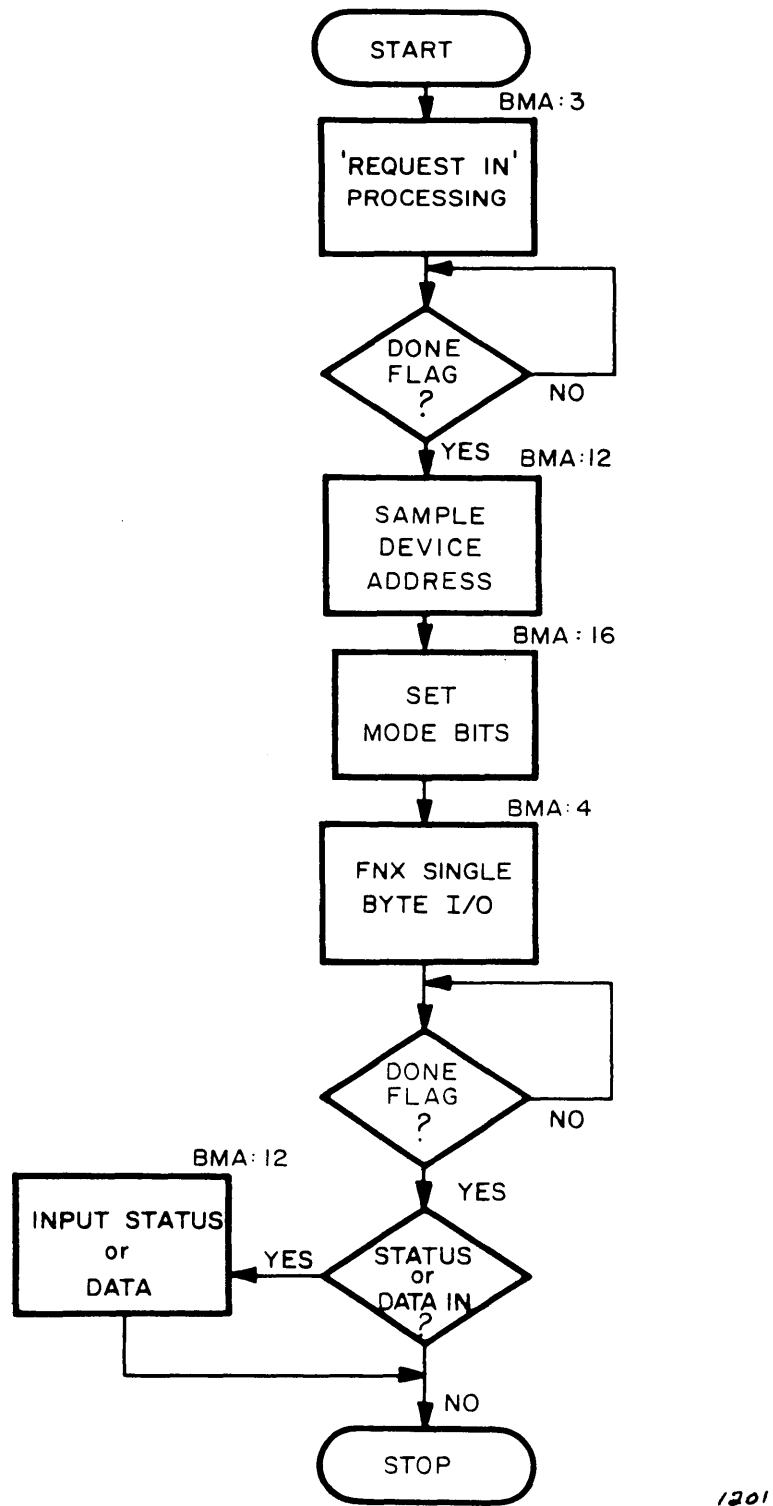 START
BMA:3
'REQUEST IN'
PROCESSING
DONE
FLAG
?
NO
YES
BMA:12
SAMPLE
DEVICE
ADDRESS
BMA:16
SET
MODE BITS
BMA:4
FNX SINGLE
BYTE I/O
DONE
FLAG
?
NO
YES
BMA:12
INPUT STATUS
or
DATA
YES
STATUS
or
DATA IN
?
NO
STOP
1201